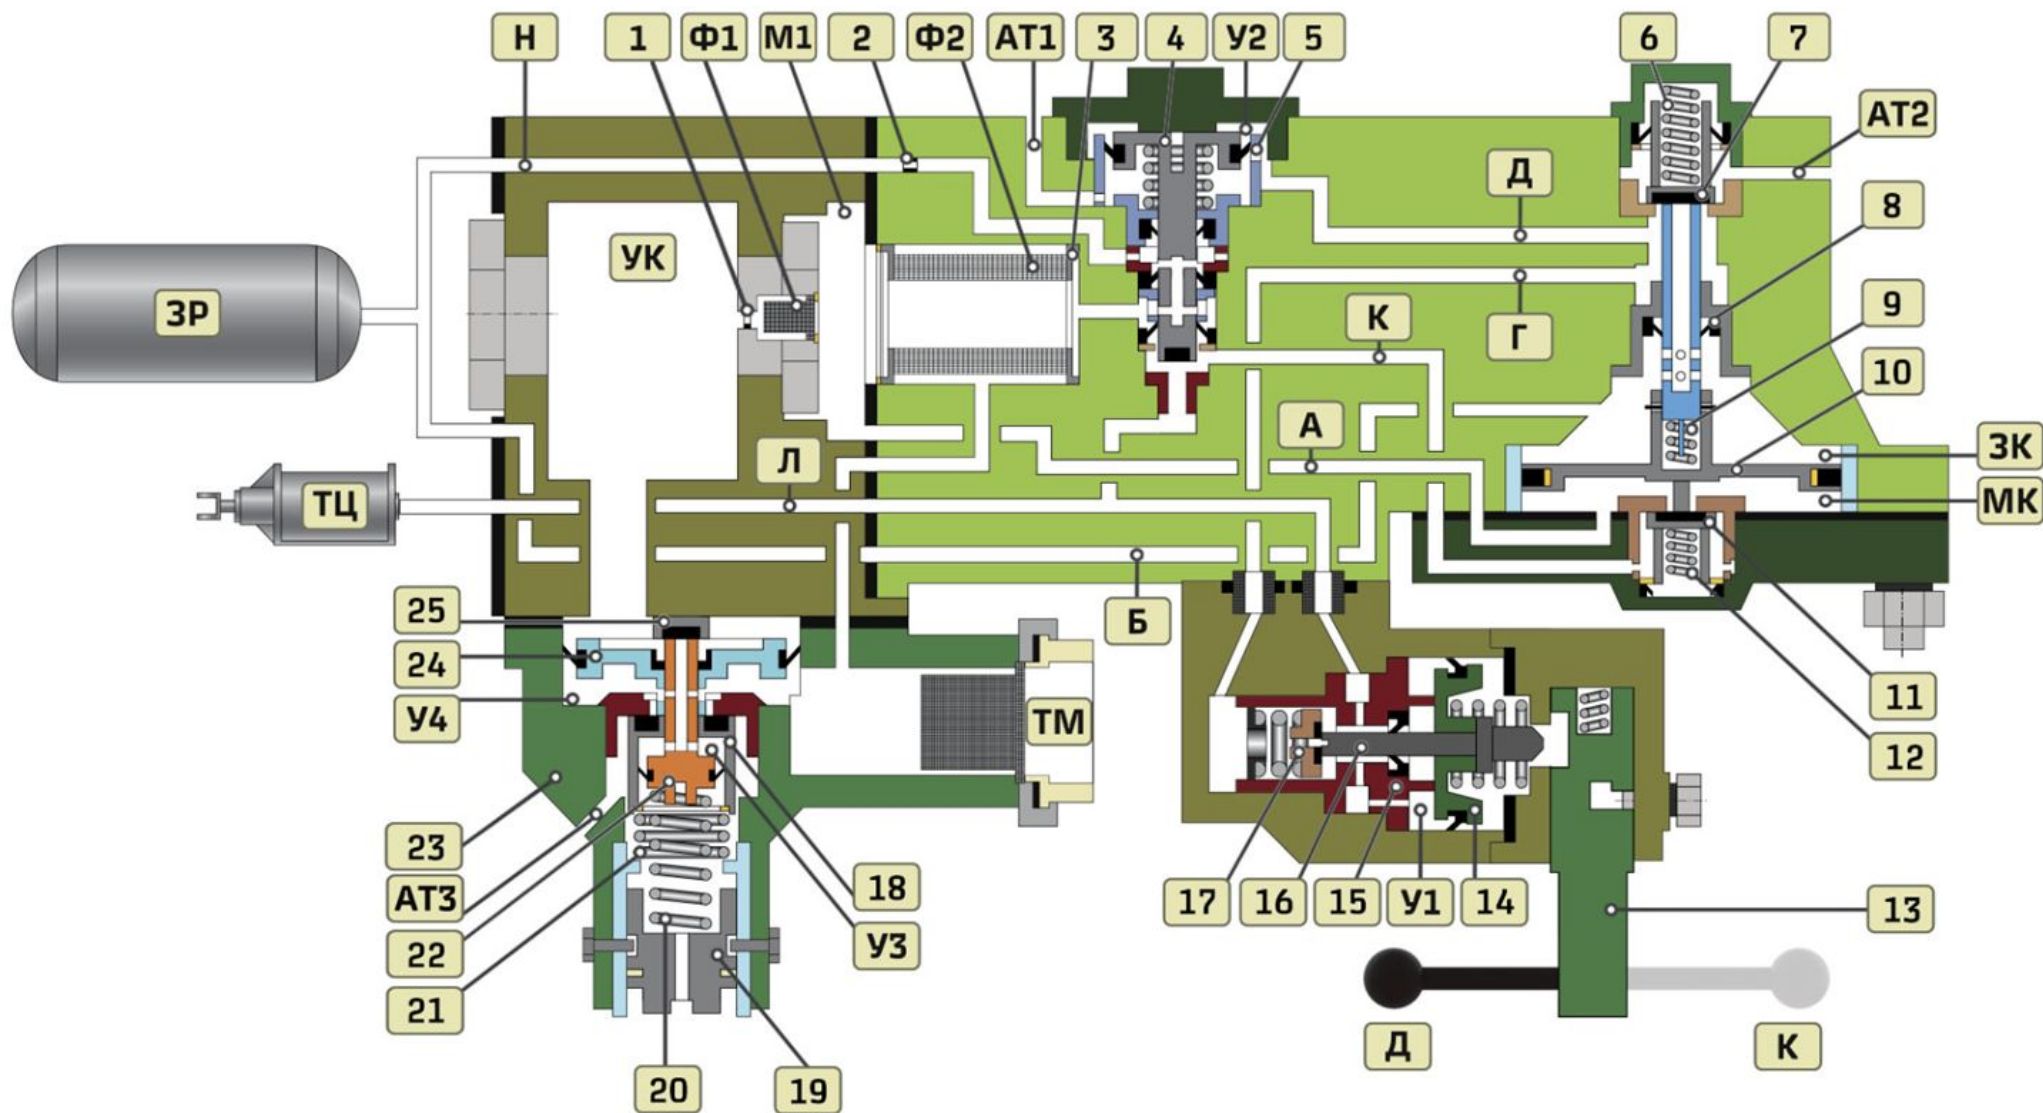 Н 1 Ф1 М1 2 Ф2 АТ1 3 4 У2 5 6 7
АТ2
Д
8
УК
9
ЗР
К
Г
10
А
ЗК
Л
ТЦ
МК
25
Б
24
11
У4
ТМ
12
23
18
АТ3
17 16 15 У1 14
13
22
У3
21
Д
К
20
19